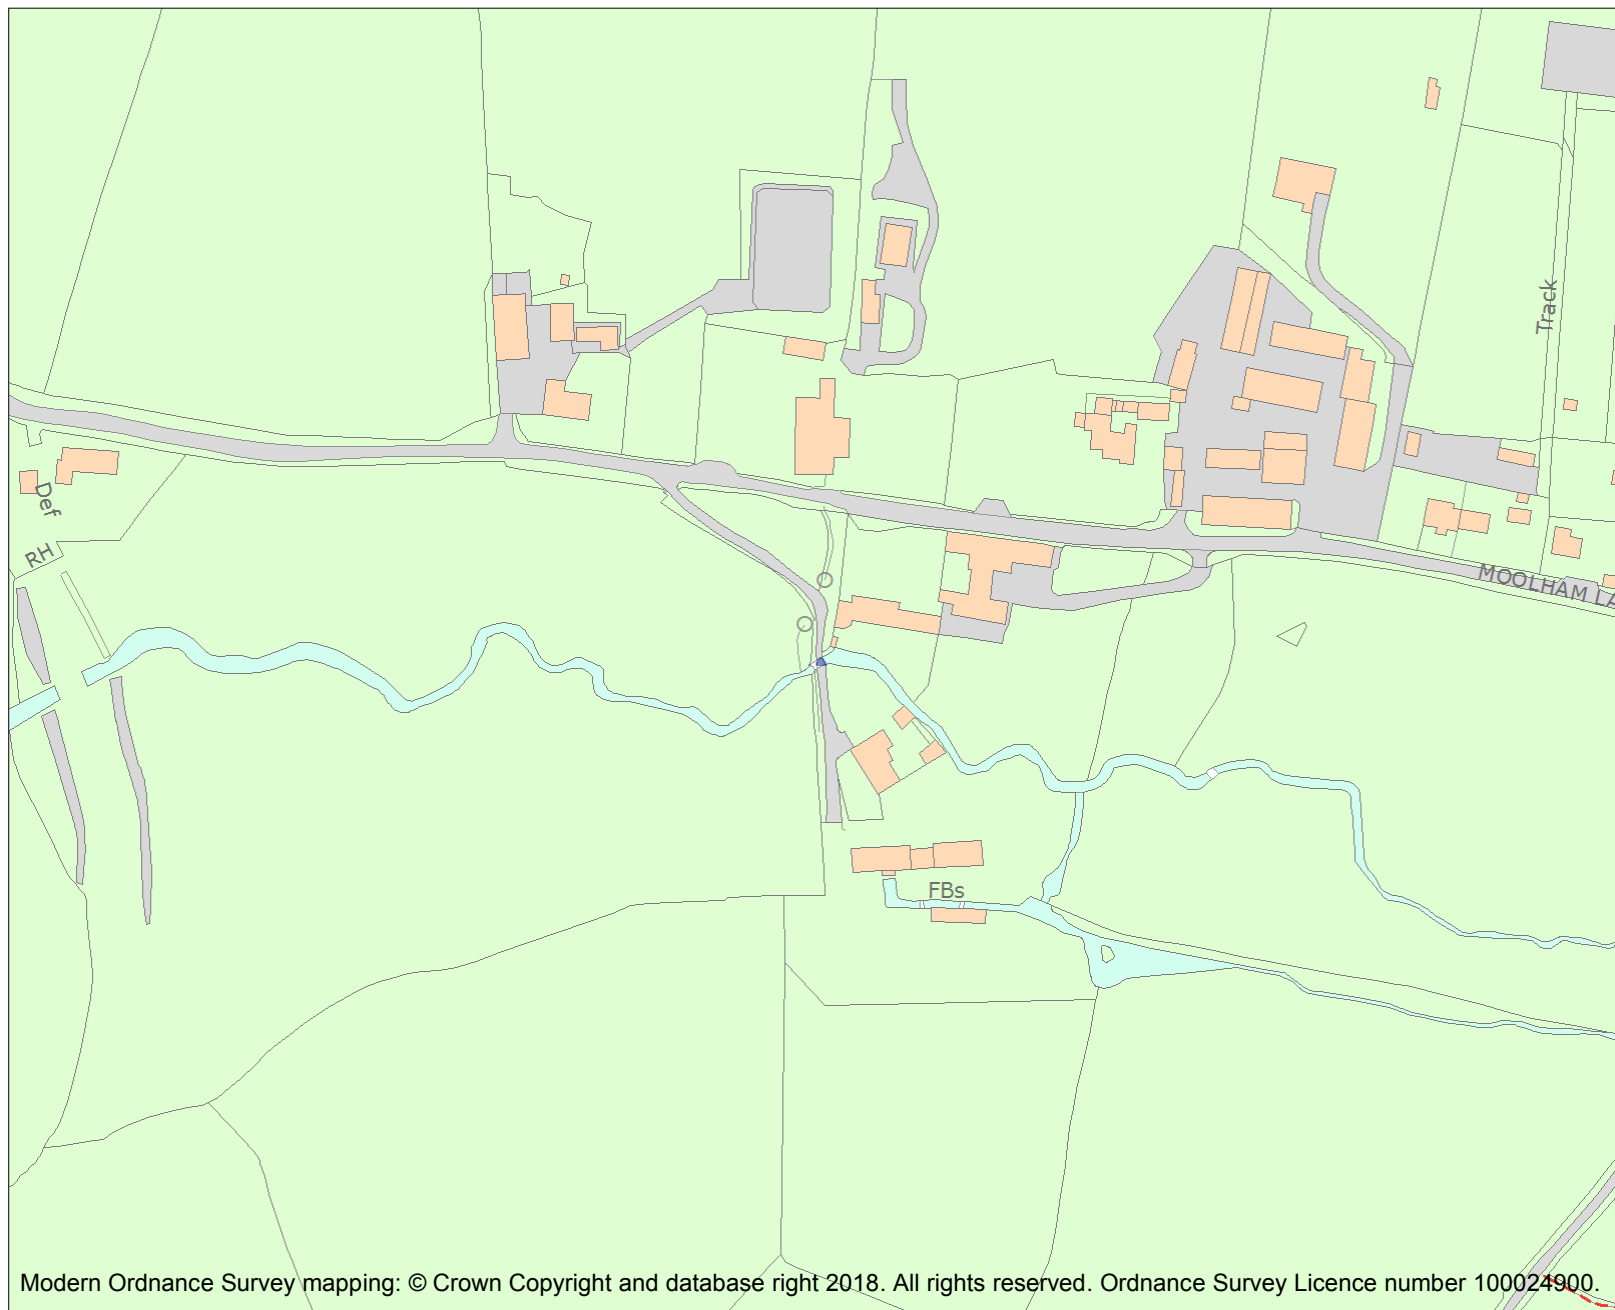 Track
Def
RH
MOOLHAM LA
FBs
Modern Ordnance Survey mapping: © Crown Copyright and database right 2018. All rights reserved. Ordnance Survey Licence number 100024900.